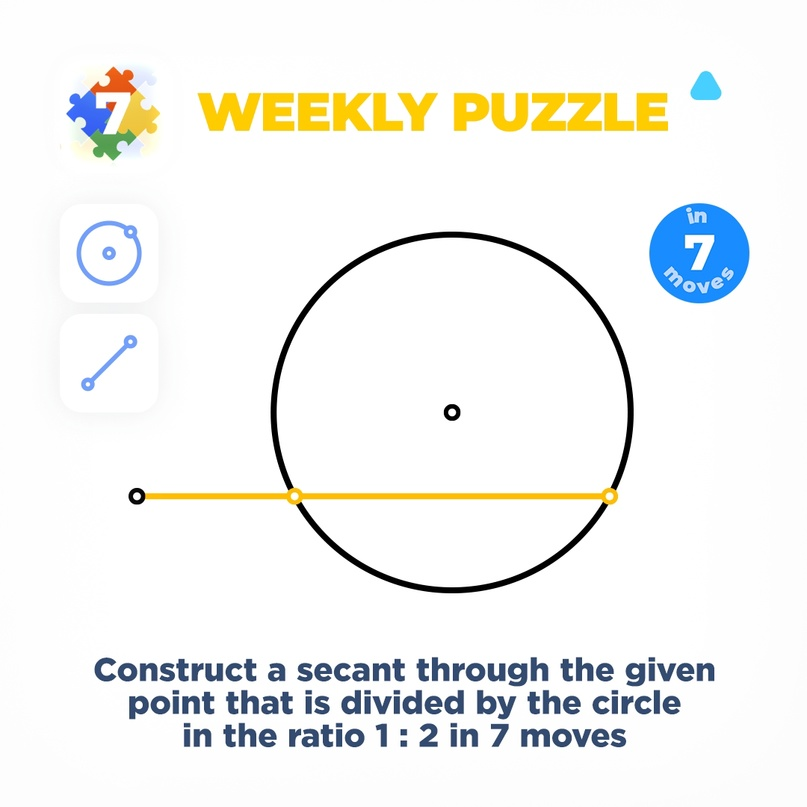 7
WEEKLY PUZZLE
in
7
moves
Construct a secant through the given
point that is divided by the circle
in the ratio 1 : 2 in 7 moves